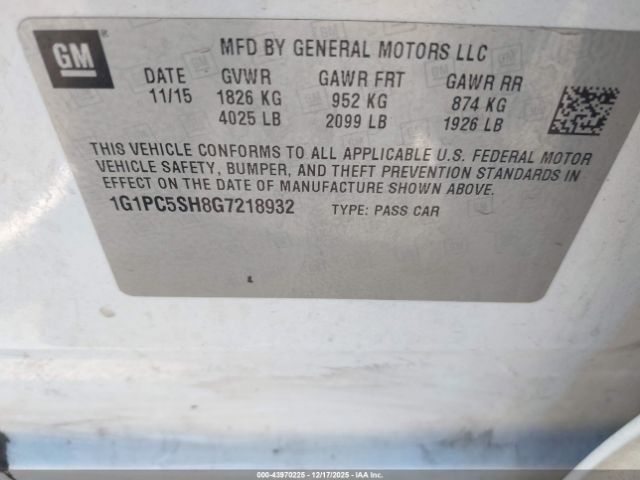 GM
MFD BY GENERAL MOTORS LLC
DATE GVWR GAWR FRT GAWR RR
11/15 1826 KG 952 KG 874 KG
4025 LB 2099 LB 1926 LB
THIS VEHICLE CONFORMS TO ALL APPLICABLE U.S. FEDERAL MOTOR
VEHICLE SAFETY, BUMPER, AND THEFT PREVENTION STANDARDS IN
EFFECT ON THE DATE OF MANUFACTURE SHOWN ABOVE.
1G1PC5SH8G7218932 TYPE: PASS CAR
000-43970225 - 12/17/2025 - IAAI.COM